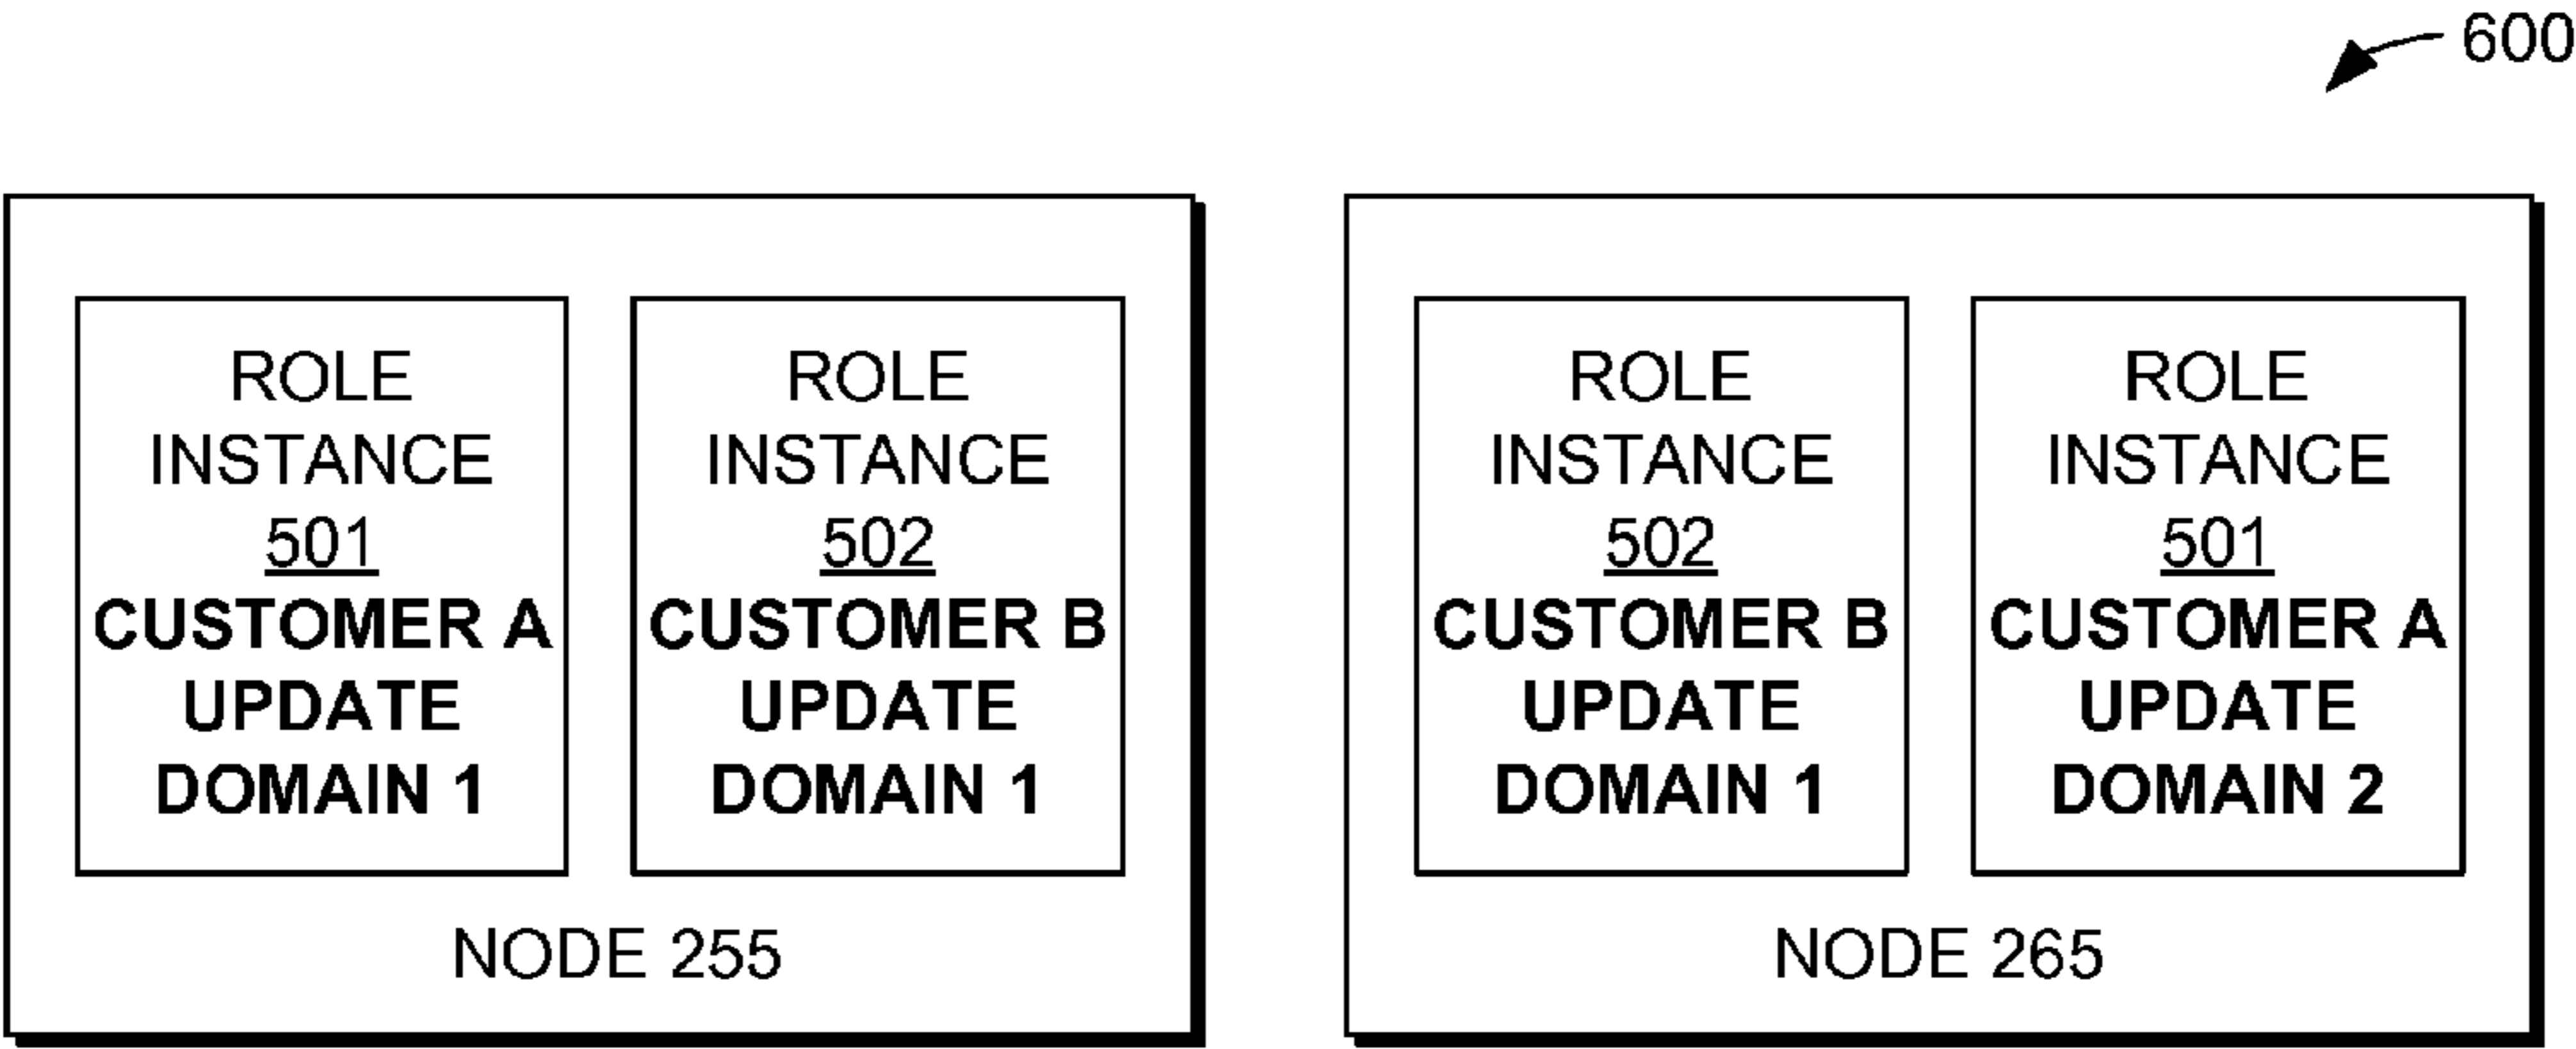 600
ROLE
INSTANCE
501
CUSTOMER A
UPDATE
DOMAIN 1
ROLE
INSTANCE
502
CUSTOMER B
UPDATE
DOMAIN 1
NODE 255
ROLE
INSTANCE
502
CUSTOMER B
UPDATE
DOMAIN 1
ROLE
INSTANCE
501
CUSTOMER A
UPDATE
DOMAIN 2
NODE 265